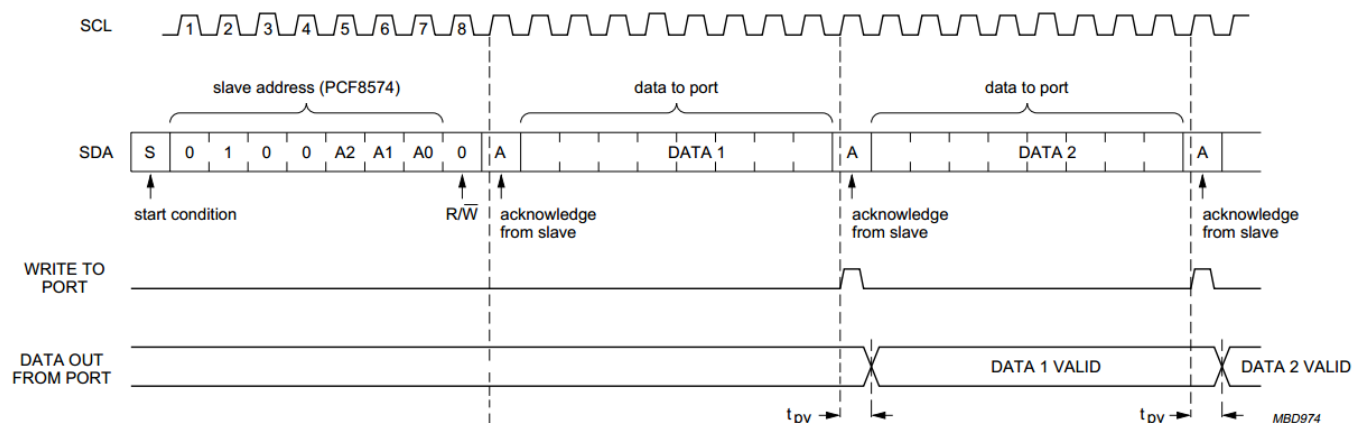 SCL 1 2 3 4 5 6 7 8
slave address (PCF8574) data to port data to port
SDA S 0 1 0 0 A2 A1 A0 0 A DATA 1 A DATA 2 A
start condition R/W̅ acknowledge from slave acknowledge from slave acknowledge from slave
WRITE TO
PORT
DATA OUT
FROM PORT
DATA 1 VALID DATA 2 VALID
tpv tpv MBD974